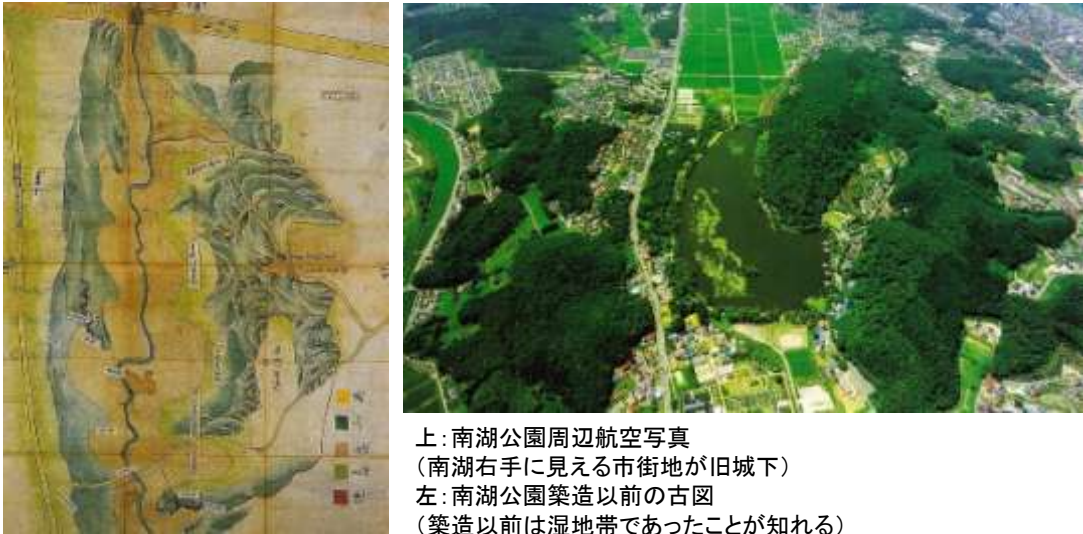 上:南湖公園周辺航空写真
(南湖右手に見える市街地が旧城下)
左:南湖公園築造以前の古図
(築造以前は湿地帯であったことが知れる)